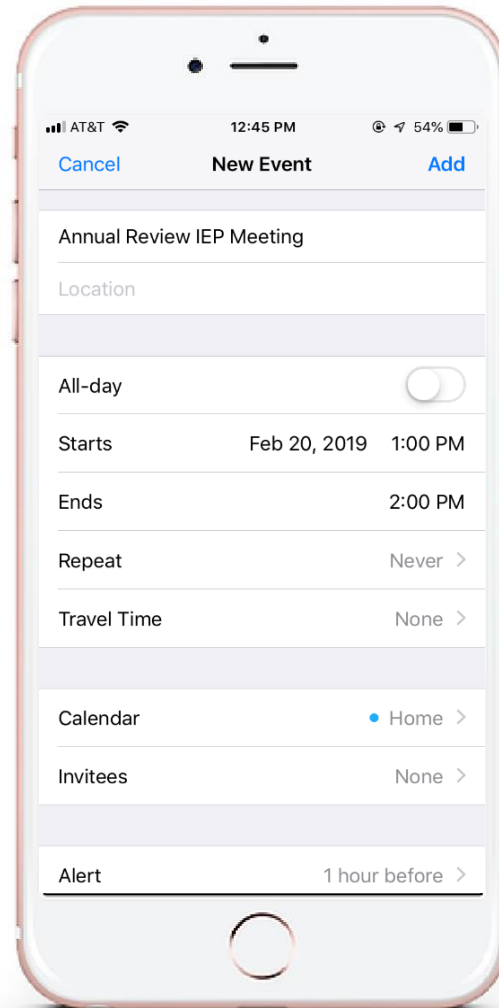 AT&T 12:45 PM 54%
Cancel New Event Add
Annual Review IEP Meeting
Location
All-day
Starts Feb 20, 2019 1:00 PM
Ends 2:00 PM
Repeat Never
Travel Time None
Calendar Home
Invitees None
Alert 1 hour before